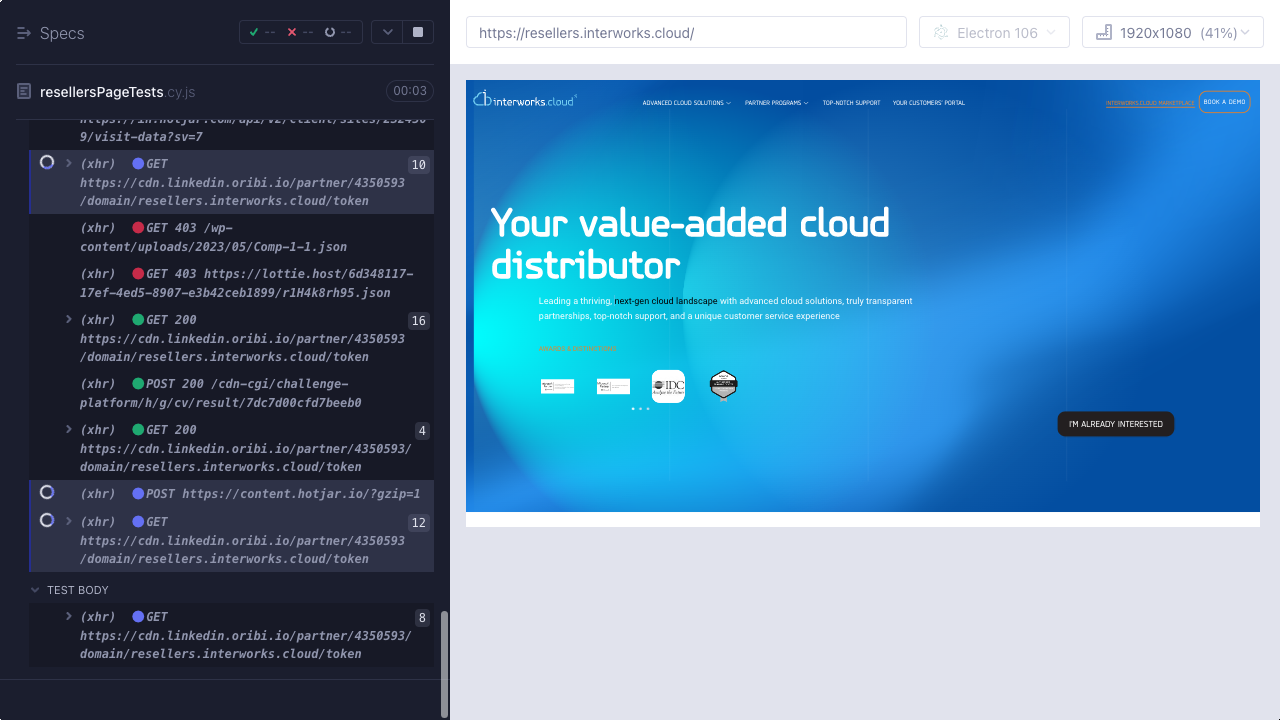 Specs
-- -- --
resellersPageTests.cy.js
00:03
https://in.hotjar.com/api/v2/client/sites/232450
9/visit-data?sv=7
(xhr) GET 10
https://cdn.linkedin.oribi.io/partner/4350593
/domain/resellers.interworks.cloud/token
(xhr) GET 403 /wp-
content/uploads/2023/05/Comp-1-1.json
(xhr) GET 403 https://lottie.host/6d348117-
17ef-4ed5-8907-e3b42ceb1899/r1H4k8rh95.json
(xhr) GET 200 16
https://cdn.linkedin.oribi.io/partner/4350593
/domain/resellers.interworks.cloud/token
(xhr) POST 200 /cdn-cgi/challenge-
platform/h/g/cv/result/7dc7d00cfd7beeb0
(xhr) GET 200 4
https://cdn.linkedin.oribi.io/partner/4350593/
domain/resellers.interworks.cloud/token
(xhr) POST https://content.hotjar.io/?gzip=1
(xhr) GET 12
https://cdn.linkedin.oribi.io/partner/4350593
/domain/resellers.interworks.cloud/token
TEST BODY
(xhr) GET 8
https://cdn.linkedin.oribi.io/partner/4350593/
domain/resellers.interworks.cloud/token
https://resellers.interworks.cloud/
Electron 106
1920x1080 (41%)
interworks.cloud
ADVANCED CLOUD SOLUTIONS
PARTNER PROGRAMS
TOP-NOTCH SUPPORT
YOUR CUSTOMERS' PORTAL
INTERWORKS.CLOUD MARKETPLACE
BOOK A DEMO
Your value-added cloud
distributor
Leading a thriving, next-gen cloud landscape with advanced cloud solutions, truly transparent
partnerships, top-notch support, and a unique customer service experience
IDC
Analyze the Future
I'M ALREADY INTERESTED